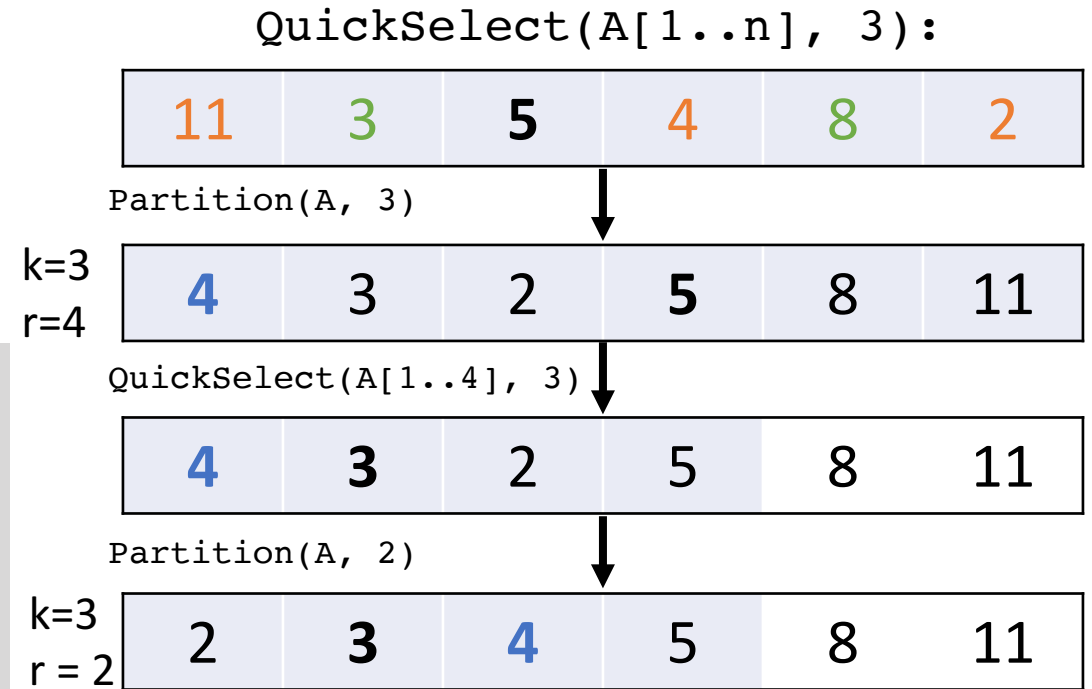 QuickSelect(A[1..n], 3):
11 3 5 4 8 2
Partition(A, 3)
k=3
r=4
4 3 2 5 8 11
QuickSelect(A[1..4], 3)
4 3 2 5 8 11
Partition(A, 2)
k=3
r = 2
2 3 4 5 8 11